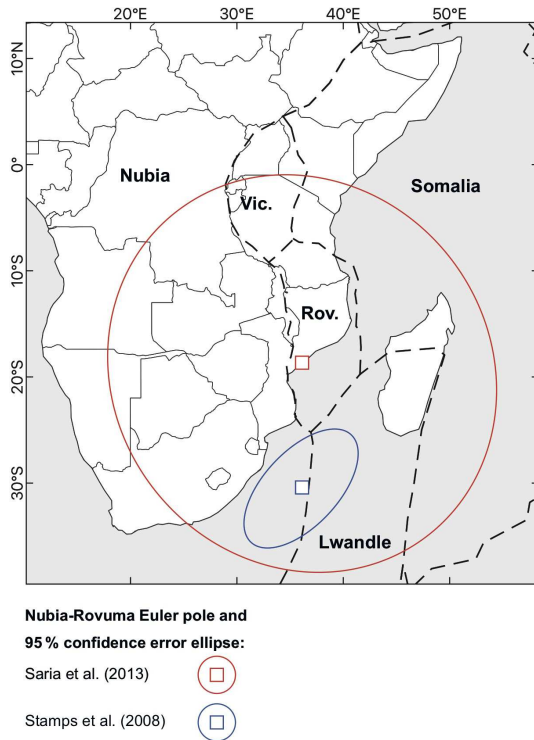 20°E
30°E
40°E
50°E
10°N
0°
10°S
20°S
30°S
Nubia
Vic.
Somalia
Rov.
Lwandle
Nubia-Rovuma Euler pole and
95 % confidence error ellipse:
Saria et al. (2013)
Stamps et al. (2008)